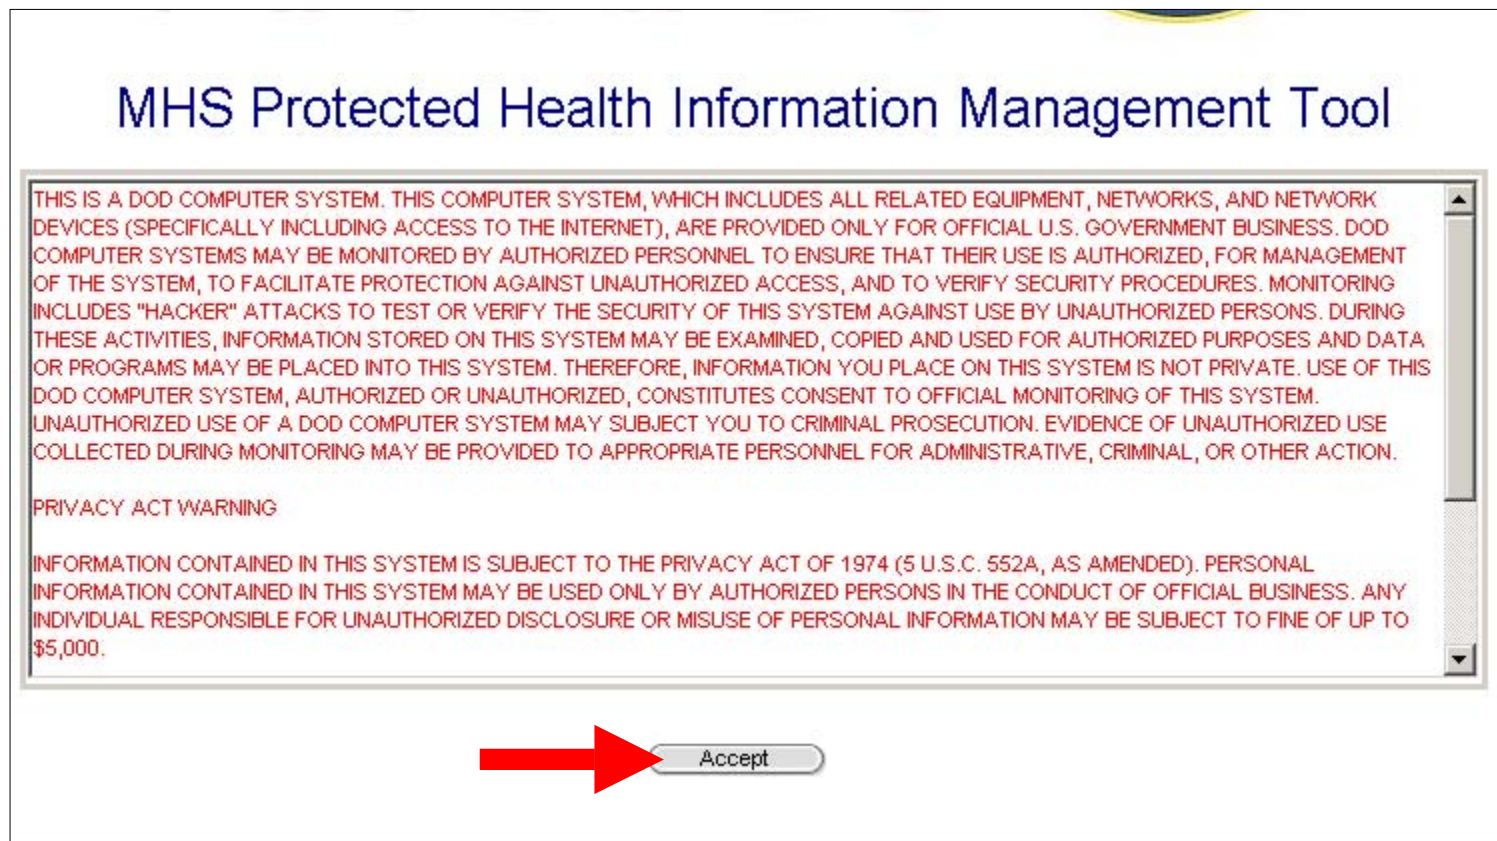 MHS Protected Health Information Management Tool
THIS IS A DOD COMPUTER SYSTEM. THIS COMPUTER SYSTEM, WHICH INCLUDES ALL RELATED EQUIPMENT, NETWORKS, AND NETWORK
DEVICES (SPECIFICALLY INCLUDING ACCESS TO THE INTERNET), ARE PROVIDED ONLY FOR OFFICIAL U.S. GOVERNMENT BUSINESS. DOD
COMPUTER SYSTEMS MAY BE MONITORED BY AUTHORIZED PERSONNEL TO ENSURE THAT THEIR USE IS AUTHORIZED, FOR MANAGEMENT
OF THE SYSTEM, TO FACILITATE PROTECTION AGAINST UNAUTHORIZED ACCESS, AND TO VERIFY SECURITY PROCEDURES. MONITORING
INCLUDES "HACKER" ATTACKS TO TEST OR VERIFY THE SECURITY OF THIS SYSTEM AGAINST USE BY UNAUTHORIZED PERSONS. DURING
THESE ACTIVITIES, INFORMATION STORED ON THIS SYSTEM MAY BE EXAMINED, COPIED AND USED FOR AUTHORIZED PURPOSES AND DATA
OR PROGRAMS MAY BE PLACED INTO THIS SYSTEM. THEREFORE, INFORMATION YOU PLACE ON THIS SYSTEM IS NOT PRIVATE. USE OF THIS
DOD COMPUTER SYSTEM, AUTHORIZED OR UNAUTHORIZED, CONSTITUTES CONSENT TO OFFICIAL MONITORING OF THIS SYSTEM.
UNAUTHORIZED USE OF A DOD COMPUTER SYSTEM MAY SUBJECT YOU TO CRIMINAL PROSECUTION. EVIDENCE OF UNAUTHORIZED USE
COLLECTED DURING MONITORING MAY BE PROVIDED TO APPROPRIATE PERSONNEL FOR ADMINISTRATIVE, CRIMINAL, OR OTHER ACTION.
PRIVACY ACT WARNING
INFORMATION CONTAINED IN THIS SYSTEM IS SUBJECT TO THE PRIVACY ACT OF 1974 (5 U.S.C. 552A, AS AMENDED). PERSONAL
INFORMATION CONTAINED IN THIS SYSTEM MAY BE USED ONLY BY AUTHORIZED PERSONS IN THE CONDUCT OF OFFICIAL BUSINESS. ANY
INDIVIDUAL RESPONSIBLE FOR UNAUTHORIZED DISCLOSURE OR MISUSE OF PERSONAL INFORMATION MAY BE SUBJECT TO FINE OF UP TO
$5,000.
Accept